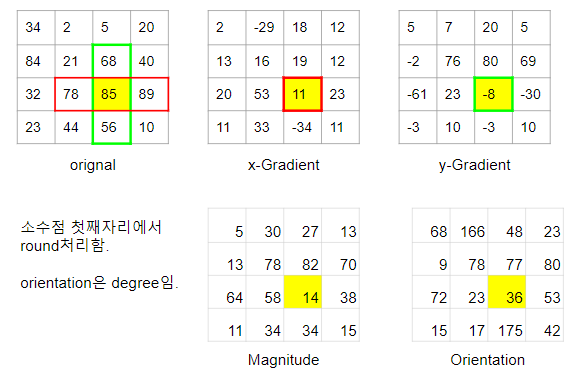 34 2 5 20
84 21 68 40
32 78 85 89
23 44 56 10
orignal
2 -29 18 12
13 16 19 12
20 53 11 23
11 33 -34 11
x-Gradient
5 7 20 5
-2 76 80 69
-61 23 -8 -30
-3 10 -3 10
y-Gradient
소수점 첫째자리에서
round처리함.
orientation은 degree임.
5 30 27 13
13 78 82 70
64 58 14 38
11 34 34 15
Magnitude
68 166 48 23
9 78 77 80
72 23 36 53
15 17 175 42
Orientation